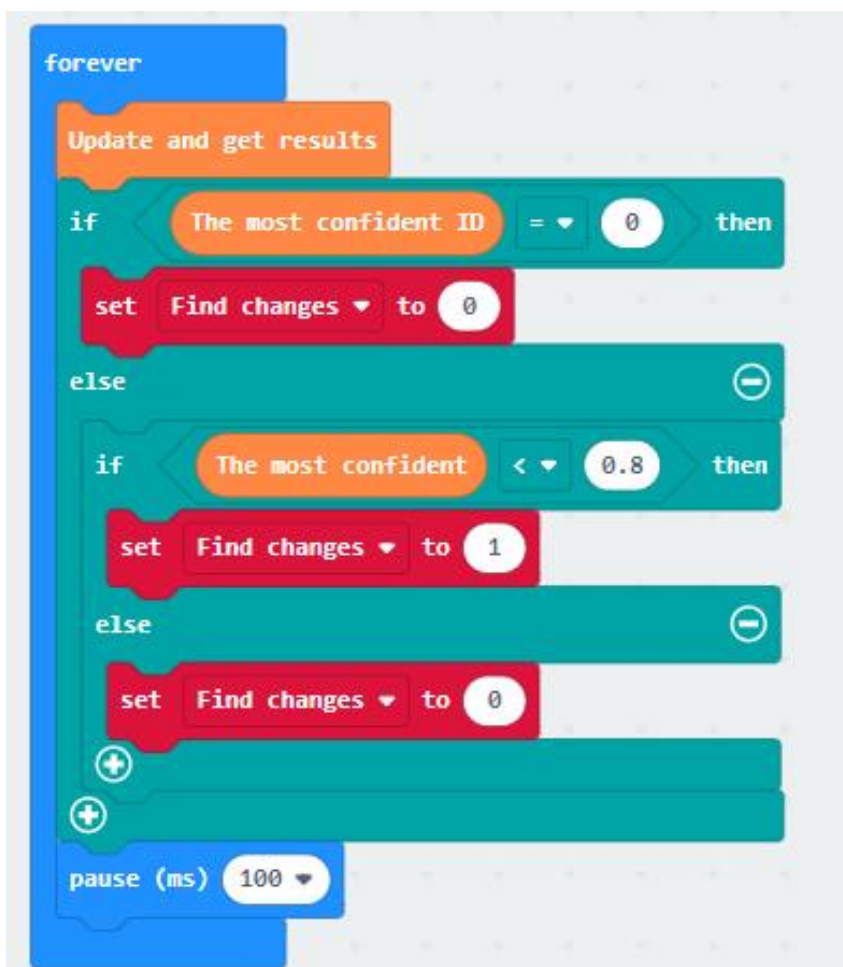 forever
Update and get results
if The most confident ID = 0 then
set Find changes to 0
else
if The most confident < 0.8 then
set Find changes to 1
else
set Find changes to 0
pause (ms) 100